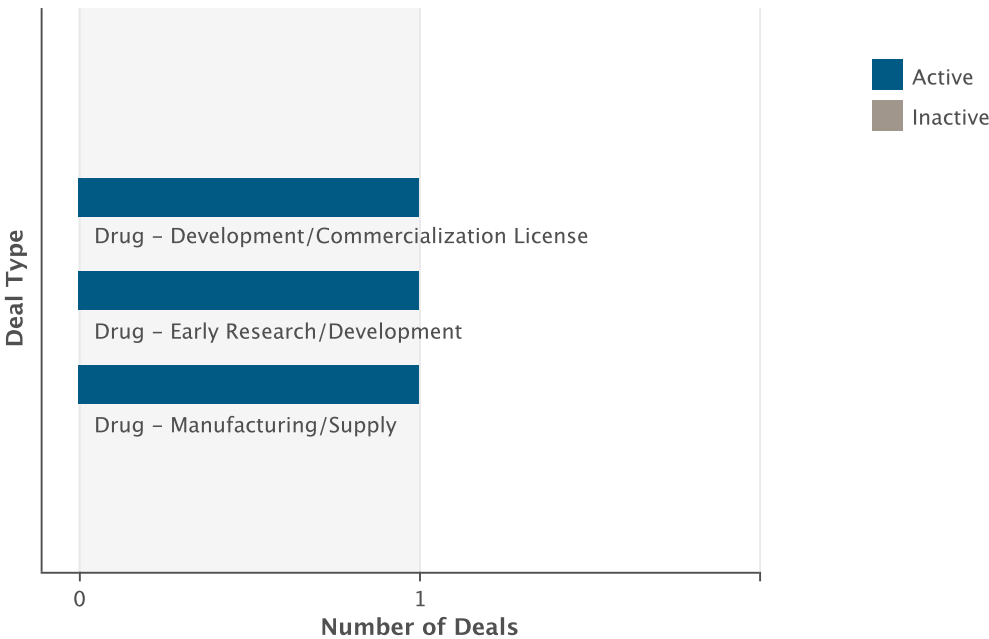 Active
Inactive
Drug – Development/Commercialization License
Drug – Early Research/Development
Drug – Manufacturing/Supply
Deal Type
0 1
Number of Deals